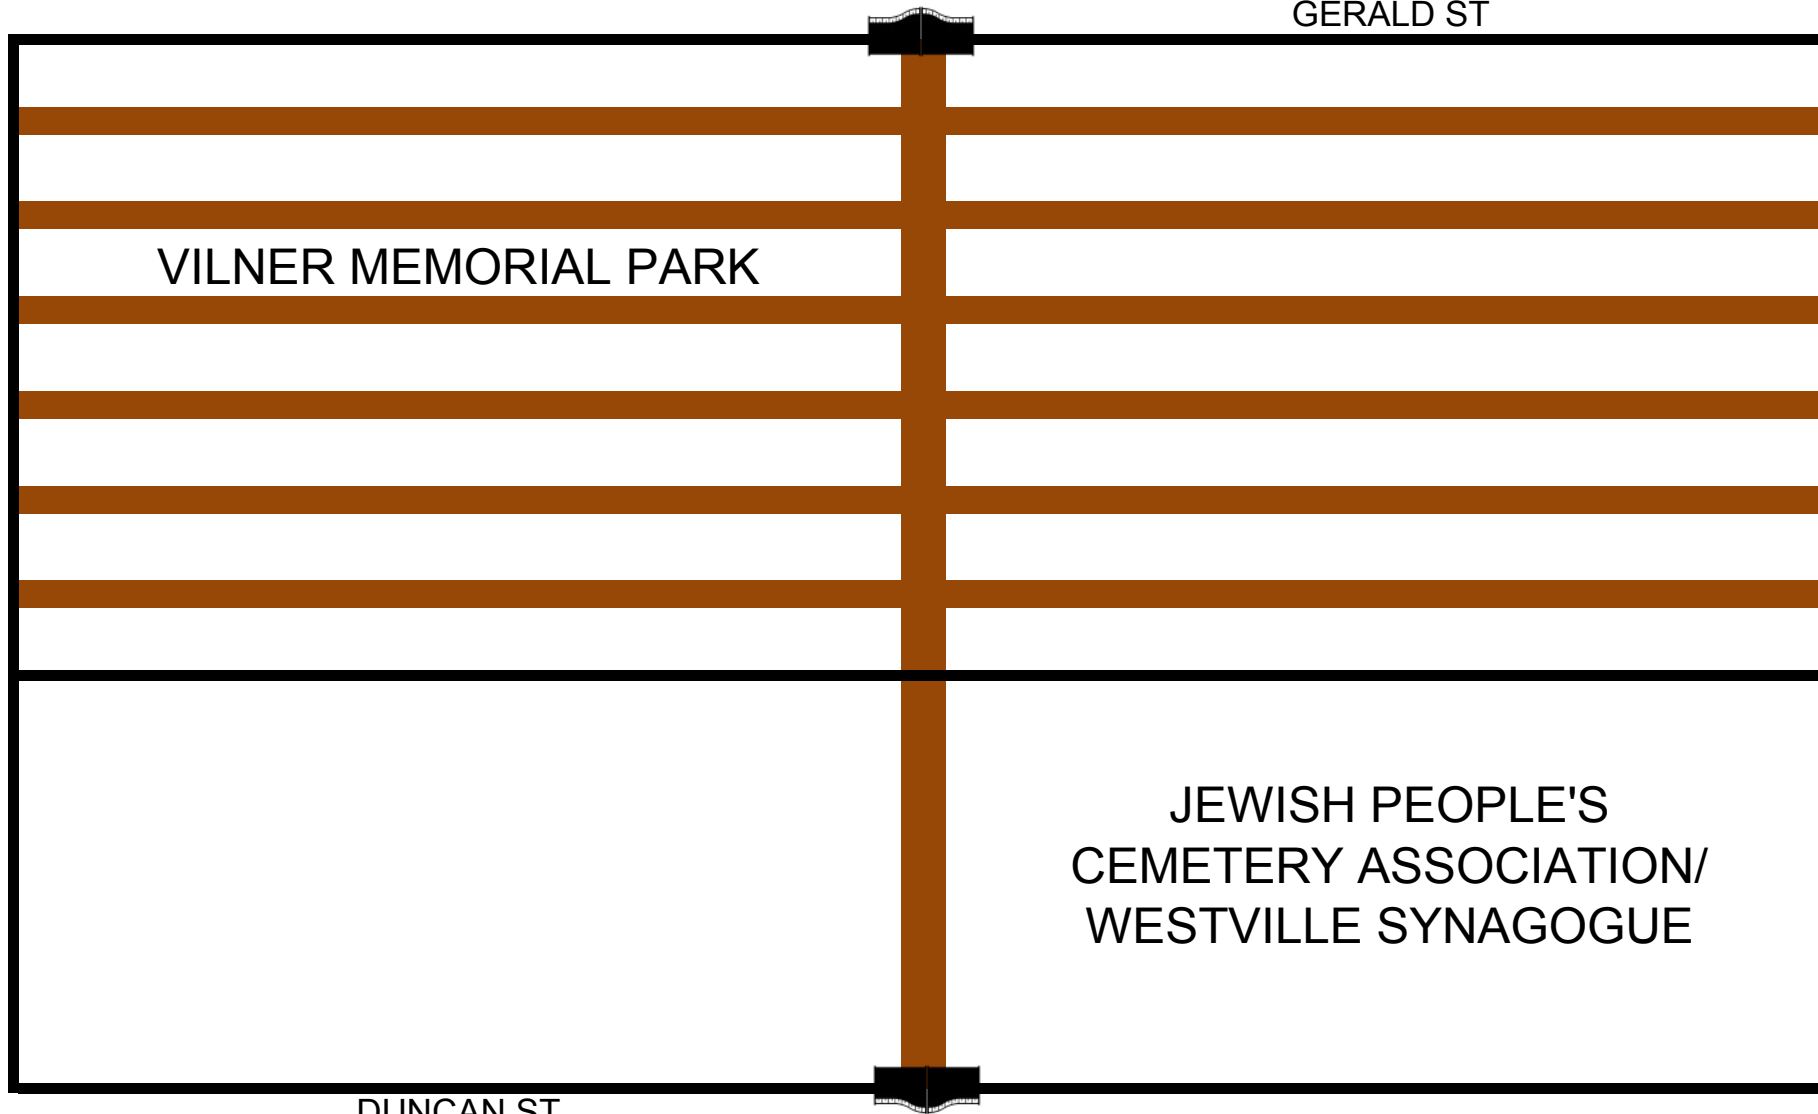 GERALD ST
VILNER MEMORIAL PARK
JEWISH PEOPLE'S
CEMETERY ASSOCIATION/
WESTVILLE SYNAGOGUE
DUNCAN ST